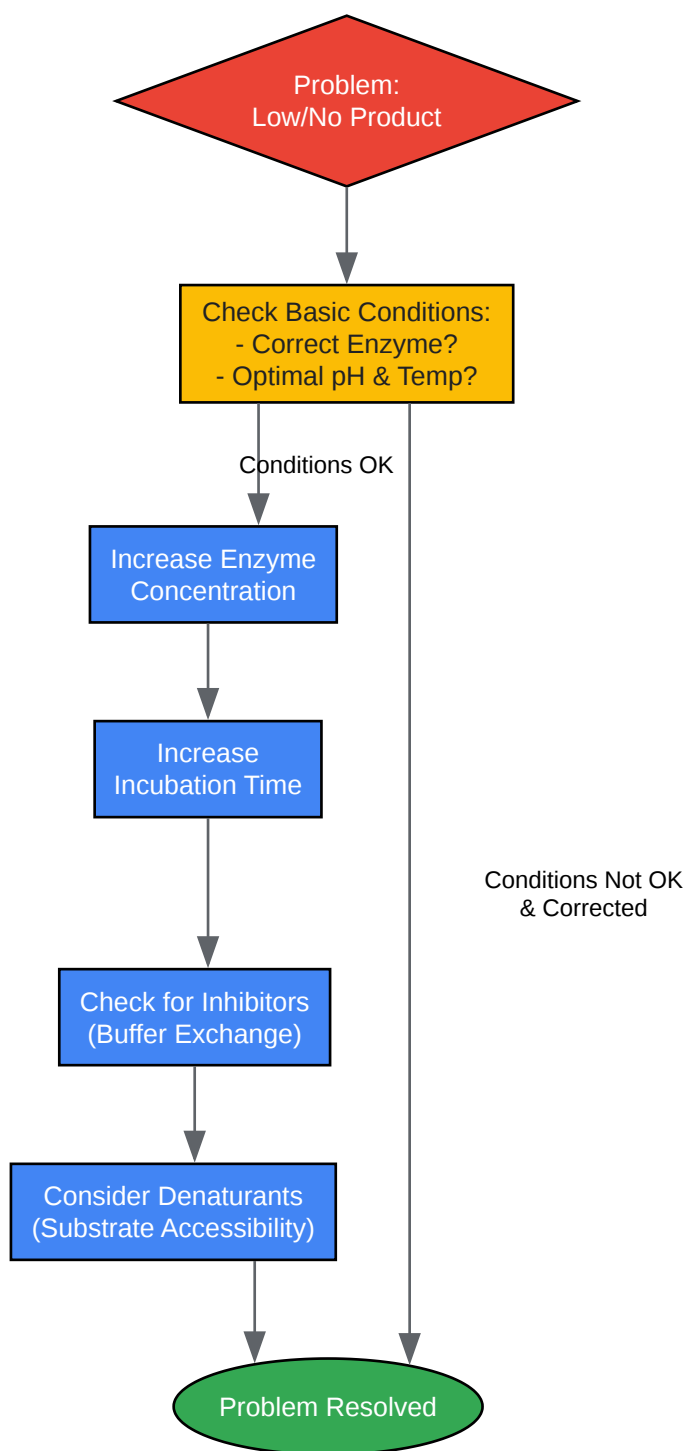 Problem:
Low/No Product
Check Basic Conditions:
- Correct Enzyme?
- Optimal pH & Temp?
Conditions OK
Increase Enzyme
Concentration
Increase
Incubation Time
Conditions Not OK
& Corrected
Check for Inhibitors
(Buffer Exchange)
Consider Denaturants
(Substrate Accessibility)
Problem Resolved